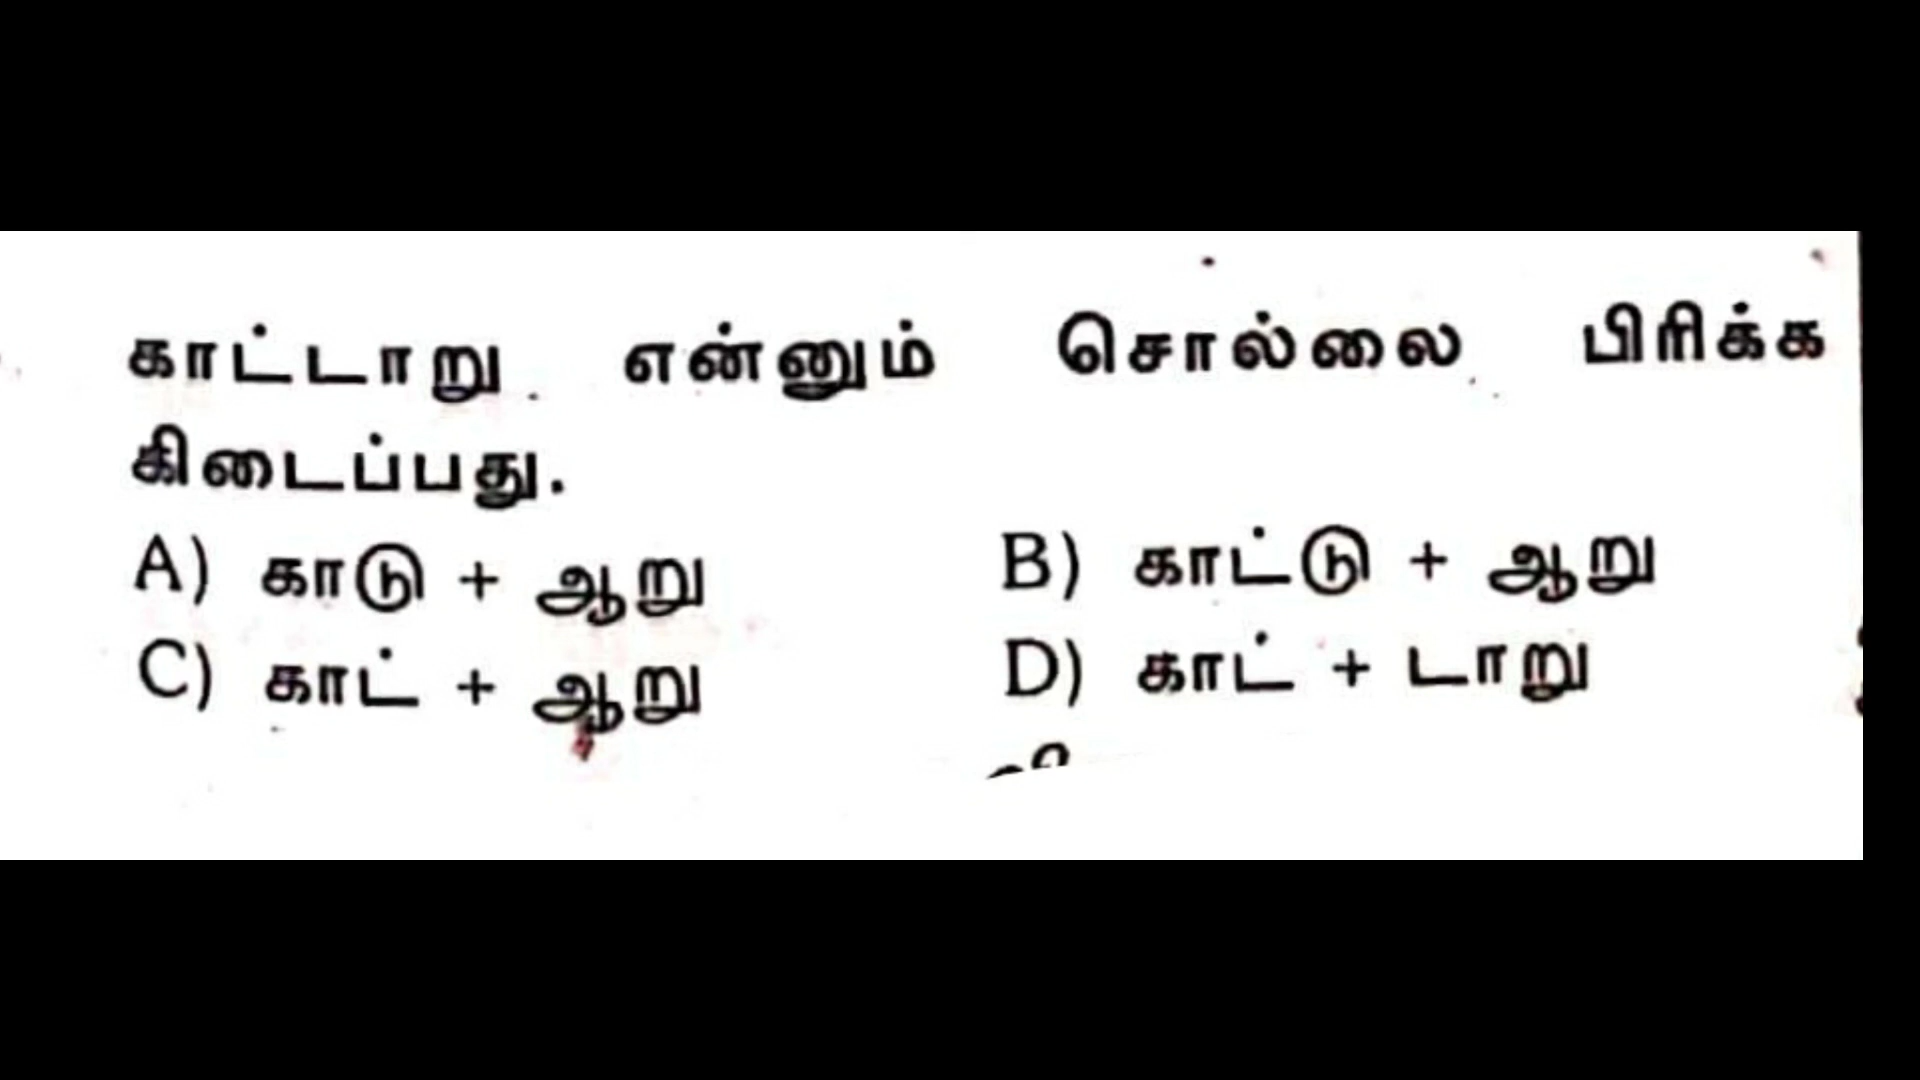 காட்டாறு என்னும் சொல்லை பிரிக்க
கிடைப்பது.
A) காடு + ஆறு B) காட்டு + ஆறு
C) காட் + ஆறு D) காட் + டாறு